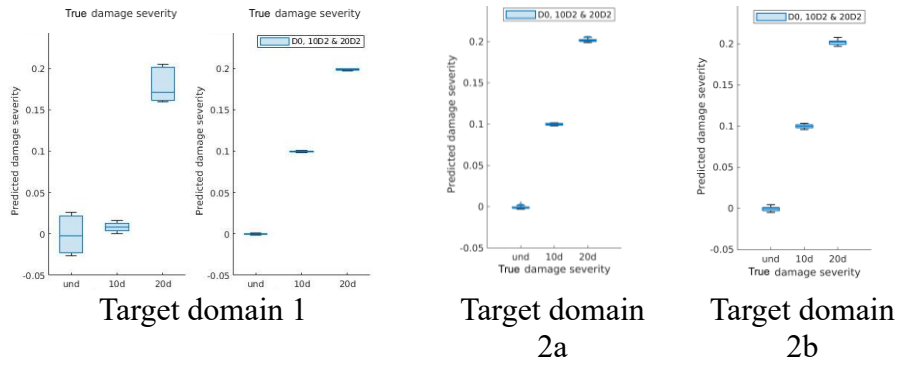 True damage severity
True damage severity
D0, 10D2 & 20D2
D0, 10D2 & 20D2
D0, 10D2 & 20D2
Predicted damage severity
0.2
0.15
0.1
0.05
0
-0.05
und 10d 20d
Predicted damage severity
0.2
0.15
0.1
0.05
0
-0.05
und 10d 20d
Predicted damage severity
0.2
0.15
0.1
0.05
0
-0.05
und 10d 20d
True damage severity
Predicted damage severity
0.2
0.15
0.1
0.05
0
-0.05
und 10d 20d
True damage severity
Target domain 1
Target domain
2a
Target domain
2b